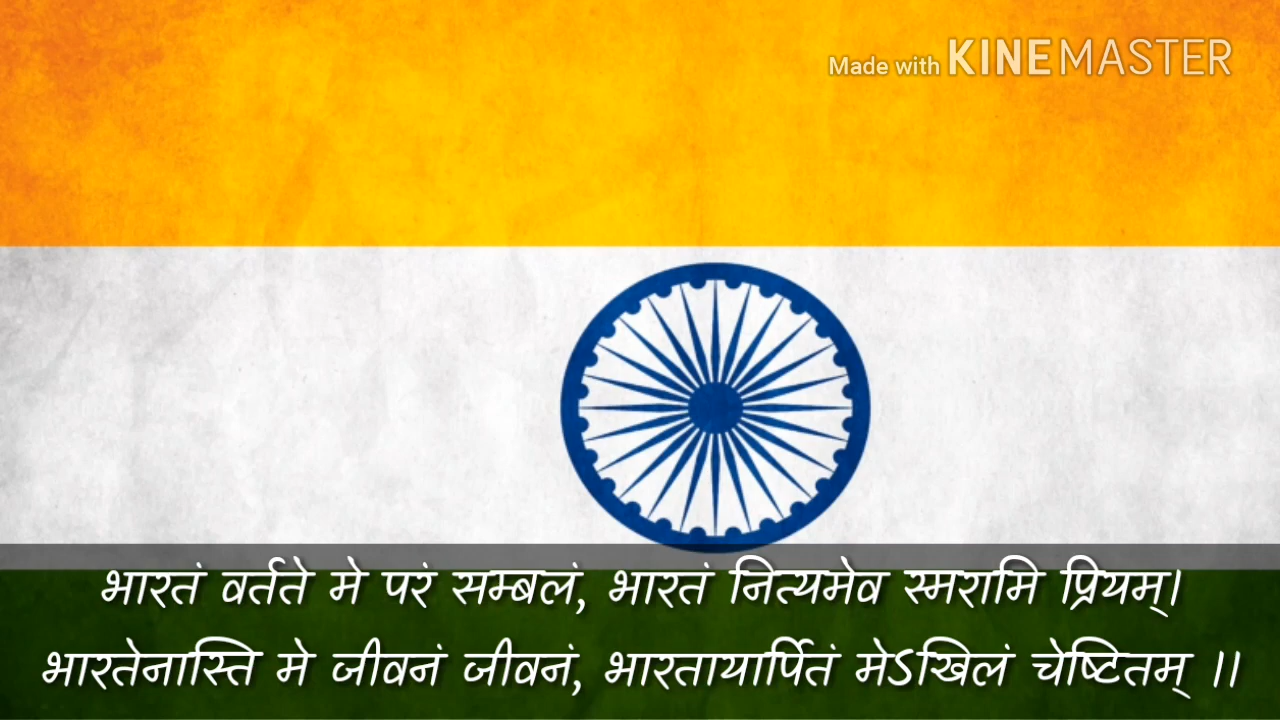 Made with KINEMASTER
भारतं वर्तते मे परं सम्बलं, भारतं नित्यमेव स्मरामि प्रियम्।
भारतेनास्ति मे जीवनं जीवनं, भारतायार्पितं मेऽखिलं चेष्टितम् ।।